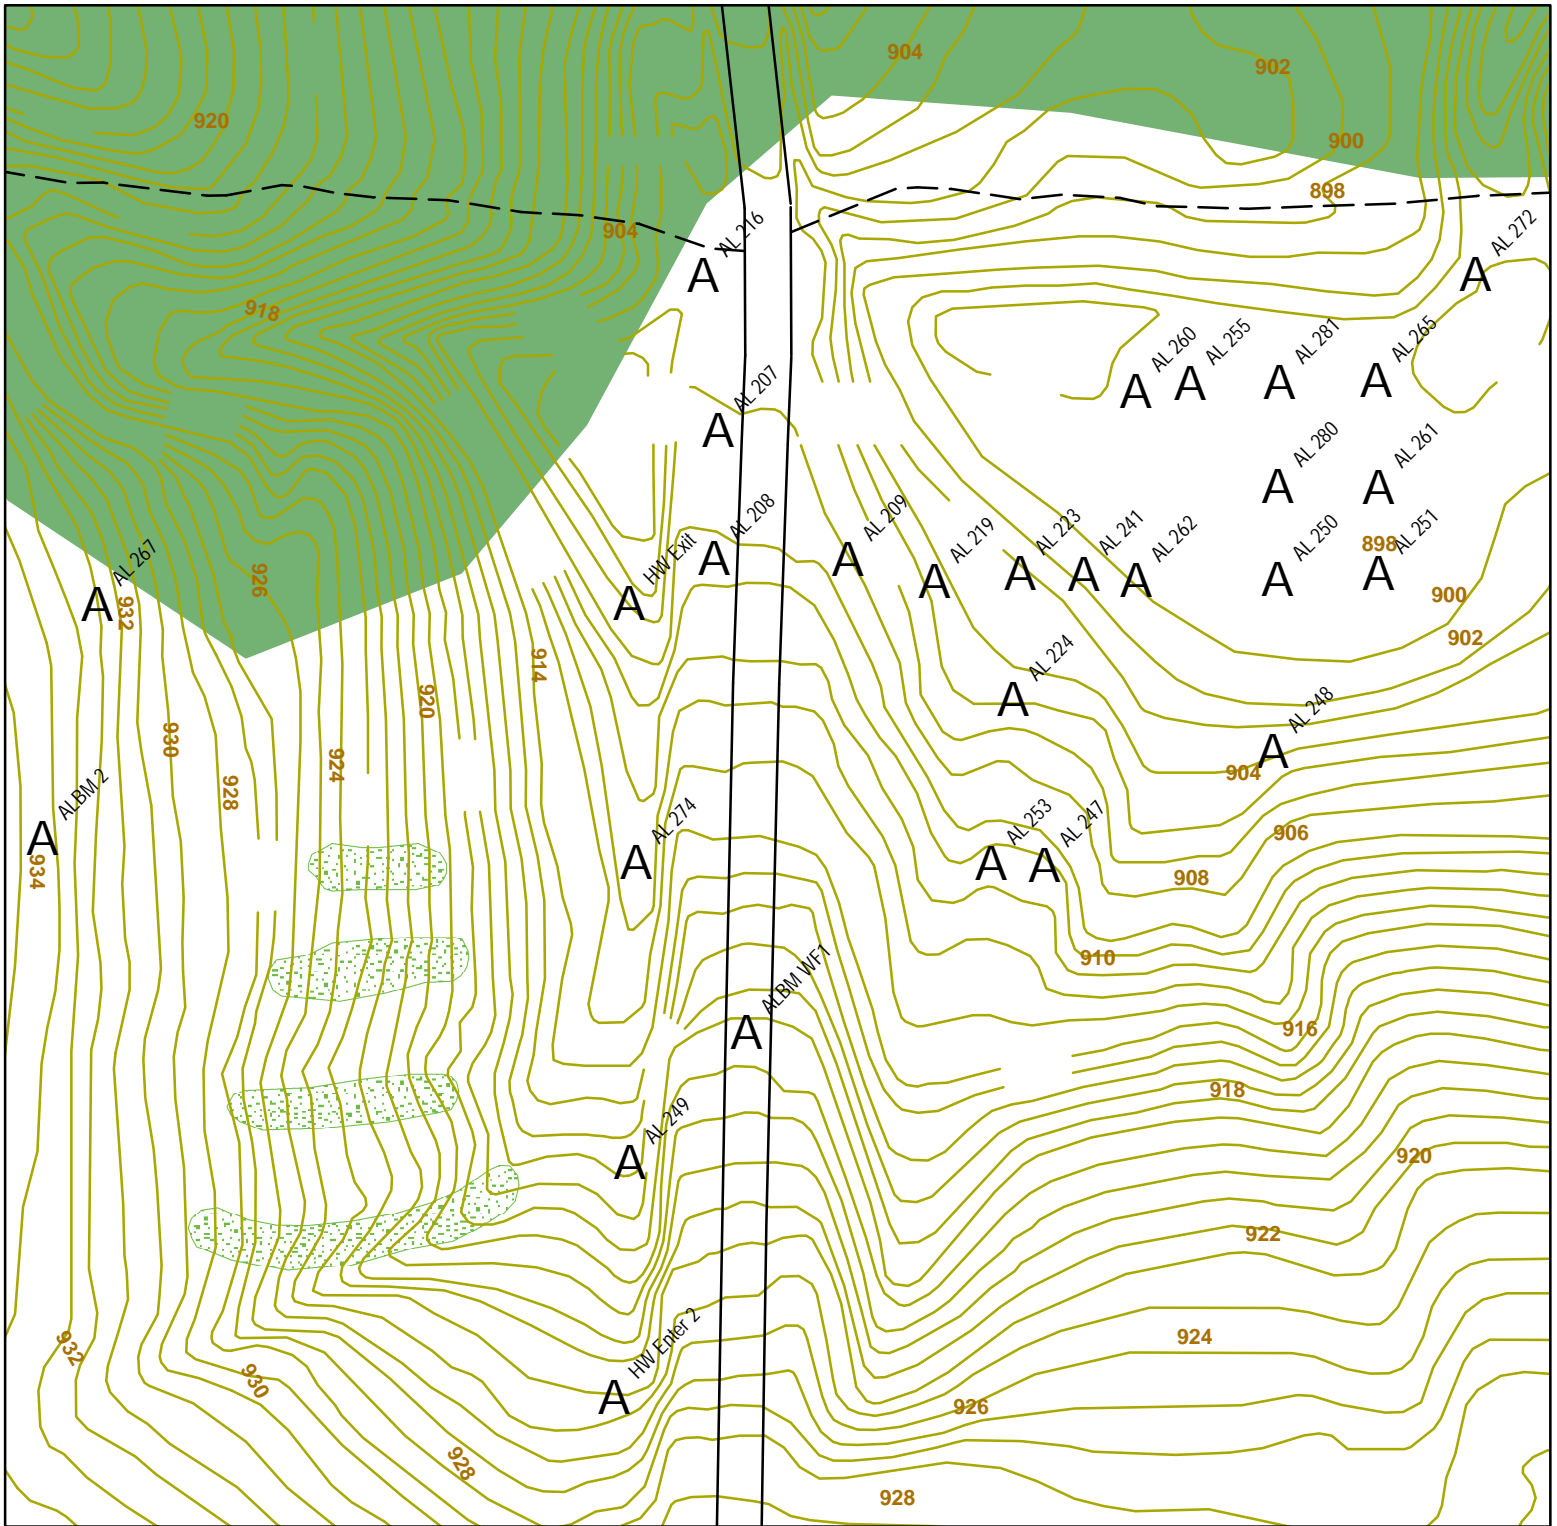 904
902
920
900
898
904
AL 216
A
AL 272
A
918
AL 260
A
AL 255
A
AL 281
A
AL 265
A
AL 207
A
AL 280
A
AL 261
A
AL 208
A
AL 209
A
AL 219
A
AL 223
A
AL 241
A
AL 262
A
AL 250
A
898
AL 251
A
HW Exit
A
AL 267
A
932
926
900
902
914
920
AL 224
A
AL 248
A
904
930
928
924
ALBM 2
A
934
AL 274
A
AL 253
A
AL 247
A
906
908
910
ALBM WF1
A
916
918
AL 249
A
920
922
924
932
930
HW Enter 2
A
926
928
928